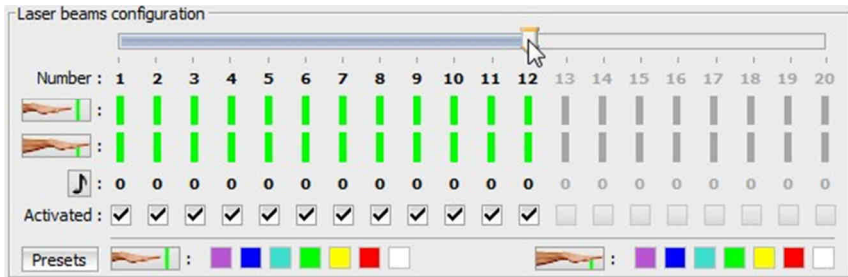 Laser beams configuration
Number : 1 2 3 4 5 6 7 8 9 10 11 12 13 14 15 16 17 18 19 20
:
:
♪ : 0 0 0 0 0 0 0 0 0 0 0 0 0 0 0 0 0 0 0 0
Activated :
Presets : :